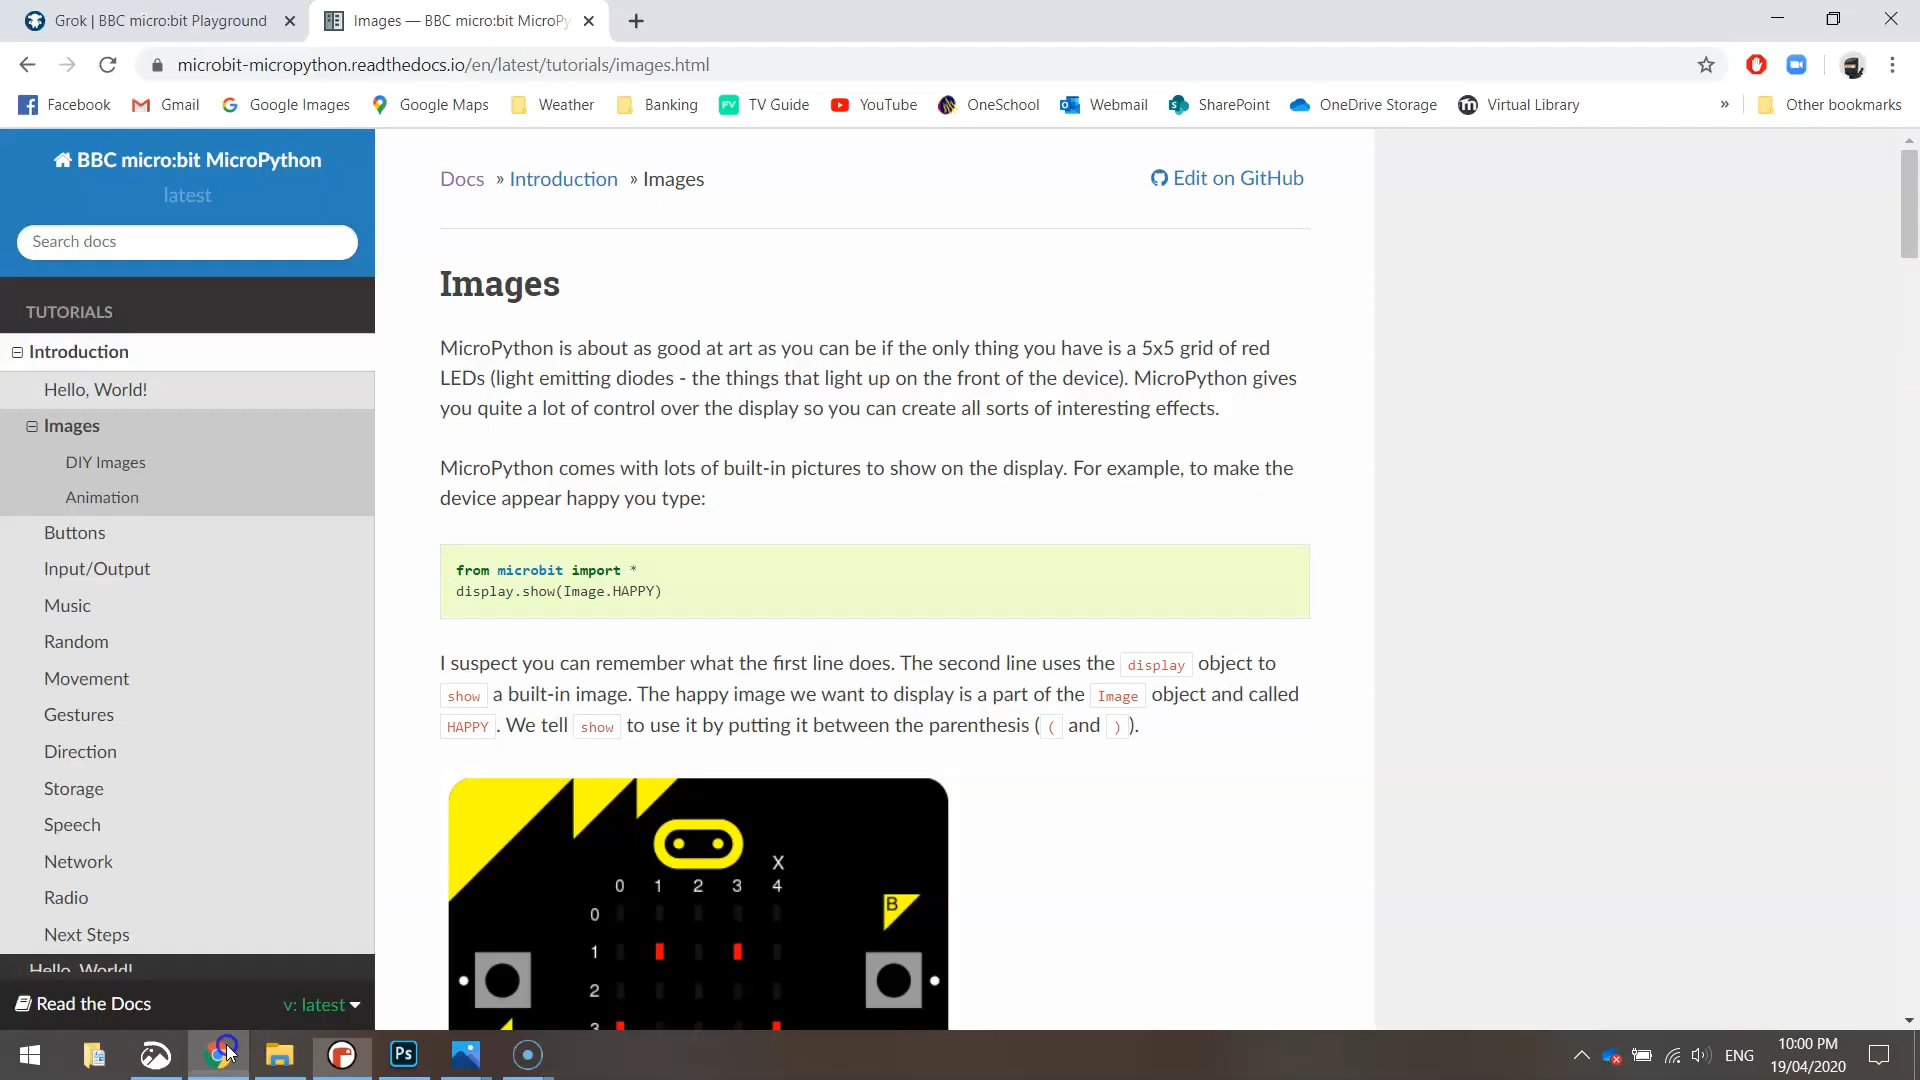 Grok | BBC micro:bit Playground
Images — BBC micro:bit MicroPy
microbit-micropython.readthedocs.io/en/latest/tutorials/images.html
Facebook
Gmail
Google Images
Google Maps
Weather
Banking
TV Guide
YouTube
OneSchool
Webmail
SharePoint
OneDrive Storage
Virtual Library
»
Other bookmarks
BBC micro:bit MicroPython
latest
Search docs
TUTORIALS
Introduction
Hello, World!
Images
DIY Images
Animation
Buttons
Input/Output
Music
Random
Movement
Gestures
Direction
Storage
Speech
Network
Radio
Next Steps
Hello, World!
Read the Docs
v: latest
Docs » Introduction » Images
Edit on GitHub
Images
MicroPython is about as good at art as you can be if the only thing you have is a 5x5 grid of red
LEDs (light emitting diodes - the things that light up on the front of the device). MicroPython gives
you quite a lot of control over the display so you can create all sorts of interesting effects.
MicroPython comes with lots of built-in pictures to show on the display. For example, to make the
device appear happy you type:
from microbit import *
display.show(Image.HAPPY)
I suspect you can remember what the first line does. The second line uses the display object to
show a built-in image. The happy image we want to display is a part of the Image object and called
HAPPY . We tell show to use it by putting it between the parenthesis ( ( and ) ).
X
0 1 2 3 4
0
B
1
2
3
Ps
ENG
10:00 PM
19/04/2020